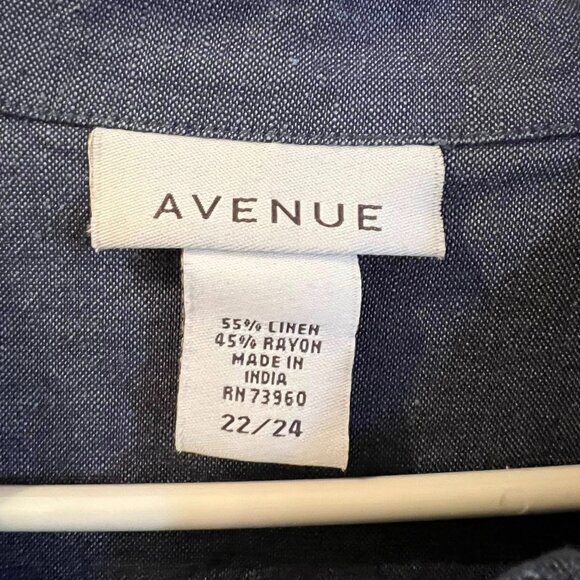 AVENUE
55% LINEN
45% RAYON
MADE IN
INDIA
RN 73960
22/24